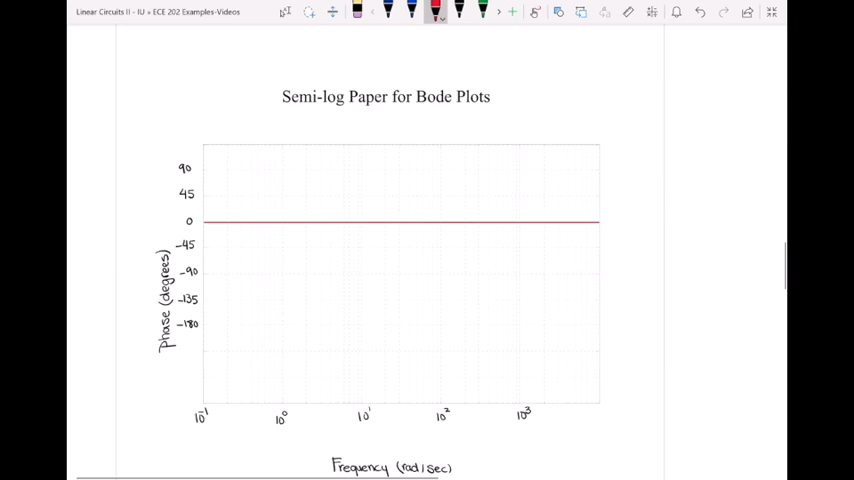 Linear Circuits II - IU » ECE 202 Examples-Videos
Semi-log Paper for Bode Plots
90
45
0
-45
-90
-135
-180
Phase (degrees)
10⁻¹ 10⁰ 10¹ 10² 10³
Frequency (rad/sec)